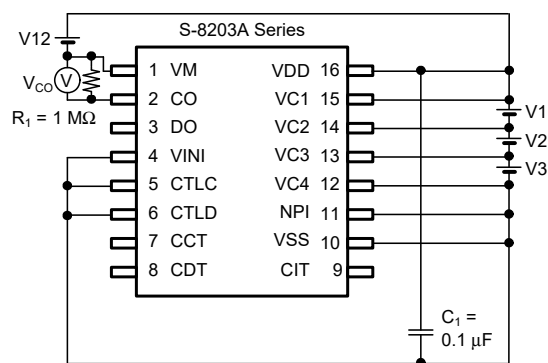 S-8203A Series
V12
V
VCO
R1 = 1 MΩ
1 VM
2 CO
3 DO
4 VINI
5 CTLC
6 CTLD
7 CCT
8 CDT
VDD 16
VC1 15
VC2 14
VC3 13
VC4 12
NPI 11
VSS 10
CIT 9
V1
V2
V3
C1 =
0.1 μF